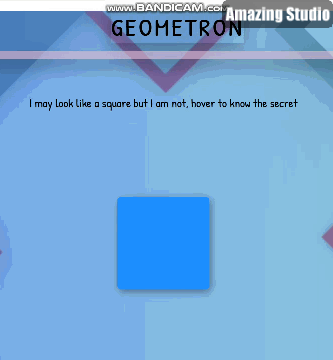 www.BANDICAM.com
Amazing Studio
GEOMETRON
I may look like a square but I am not, hover to know the secret